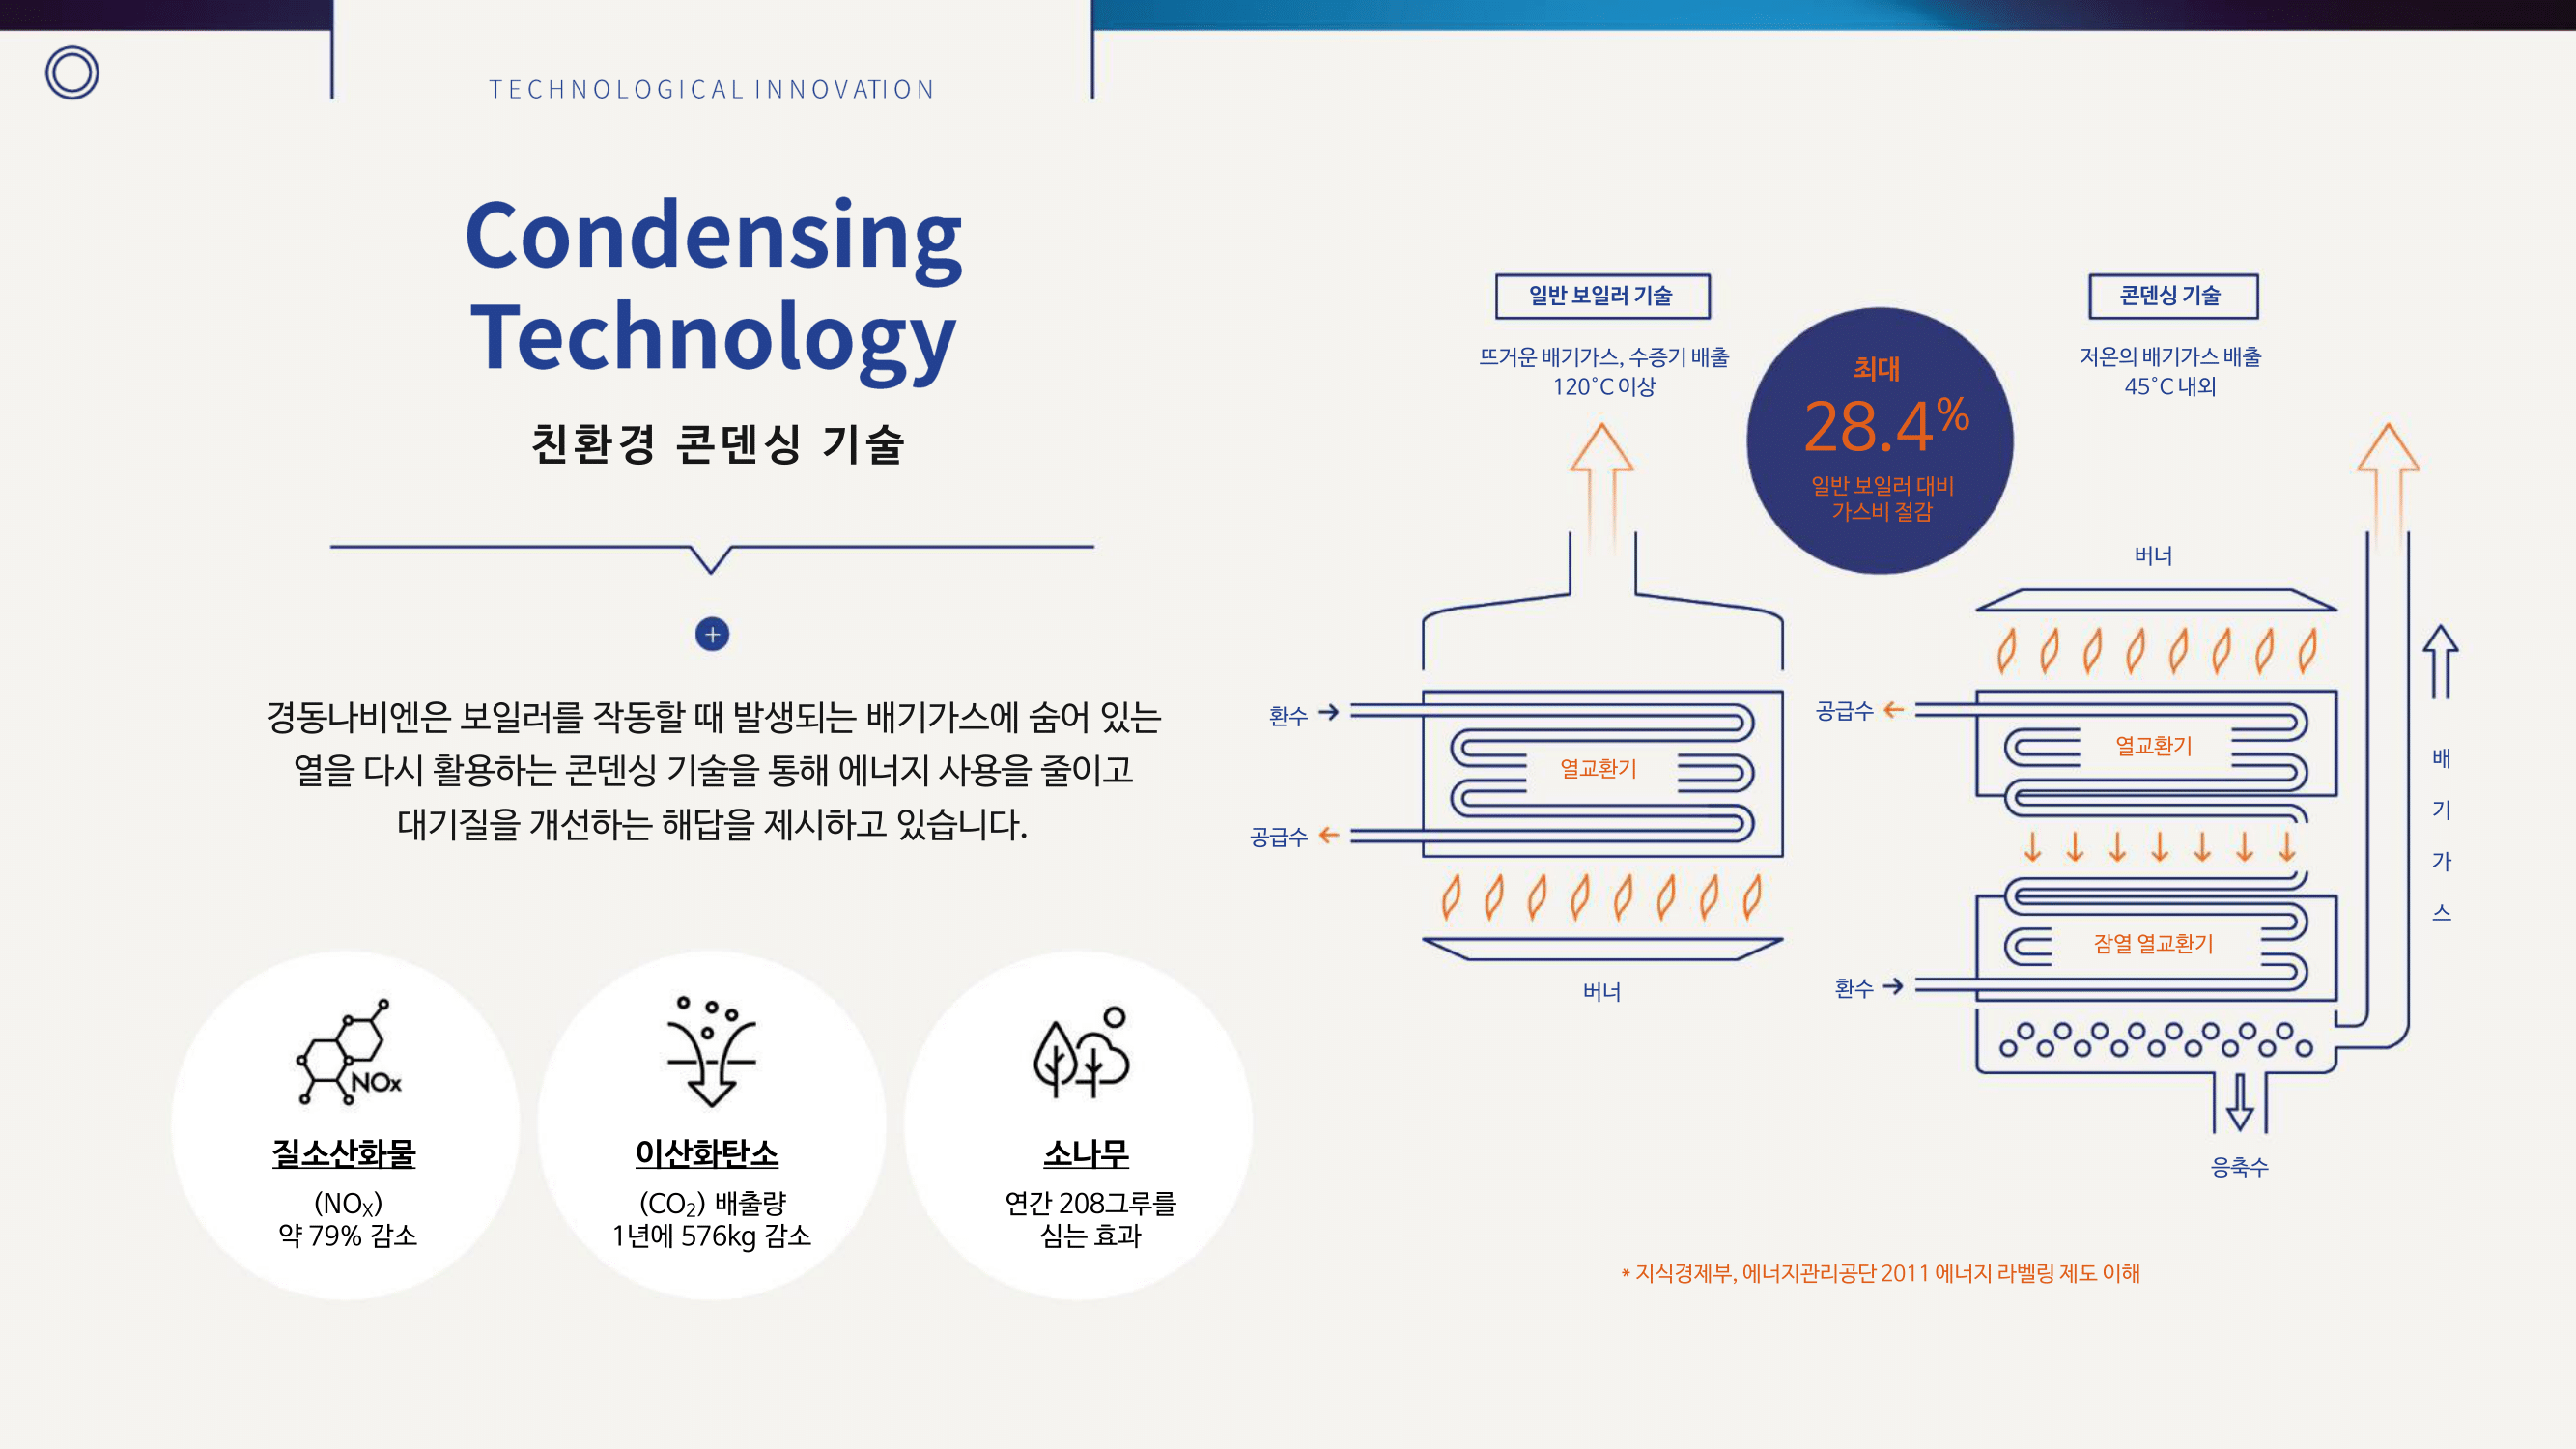 TECHNOLOGICAL INNOVATION
Condensing
Technology
친환경 콘덴싱 기술
경동나비엔은 보일러를 작동할 때 발생되는 배기가스에 숨어 있는
열을 다시 활용하는 콘덴싱 기술을 통해 에너지 사용을 줄이고
대기질을 개선하는 해답을 제시하고 있습니다.
NOx
질소산화물
(NOX)
약 79% 감소
이산화탄소
(CO2) 배출량
1년에 576kg 감소
소나무
연간 208그루를
심는 효과
일반 보일러 기술
뜨거운 배기가스, 수증기 배출
120˚C 이상
환수
열교환기
공급수
버너
최대
28.4%
일반 보일러 대비
가스비 절감
콘덴싱 기술
저온의 배기가스 배출
45˚C 내외
버너
공급수
열교환기
잠열 열교환기
환수
배
기
가
스
응축수
* 지식경제부, 에너지관리공단 2011 에너지 라벨링 제도 이해